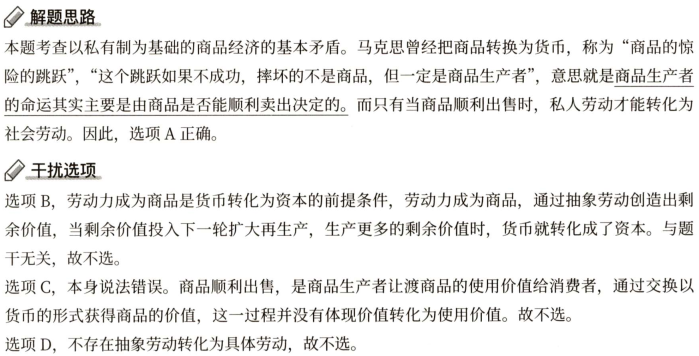 解题思路
本题考查以私有制为基础的商品经济的基本矛盾。马克思曾经把商品转换为货币，称为“商品的惊
险的跳跃”，“这个跳跃如果不成功，摔坏的不是商品，但一定是商品生产者”，意思就是商品生产者
的命运其实主要是由商品是否能顺利卖出决定的。而只有当商品顺利出售时，私人劳动才能转化为
社会劳动。因此，选项 A 正确。
干扰选项
选项 B，劳动力成为商品是货币转化为资本的前提条件，劳动力成为商品，通过抽象劳动创造出剩
余价值，当剩余价值投入下一轮扩大再生产，生产更多的剩余价值时，货币就转化成了资本。与题
干无关，故不选。
选项 C，本身说法错误。商品顺利出售，是商品生产者让渡商品的使用价值给消费者，通过交换以
货币的形式获得商品的价值，这一过程并没有体现价值转化为使用价值。故不选。
选项 D，不存在抽象劳动转化为具体劳动，故不选。